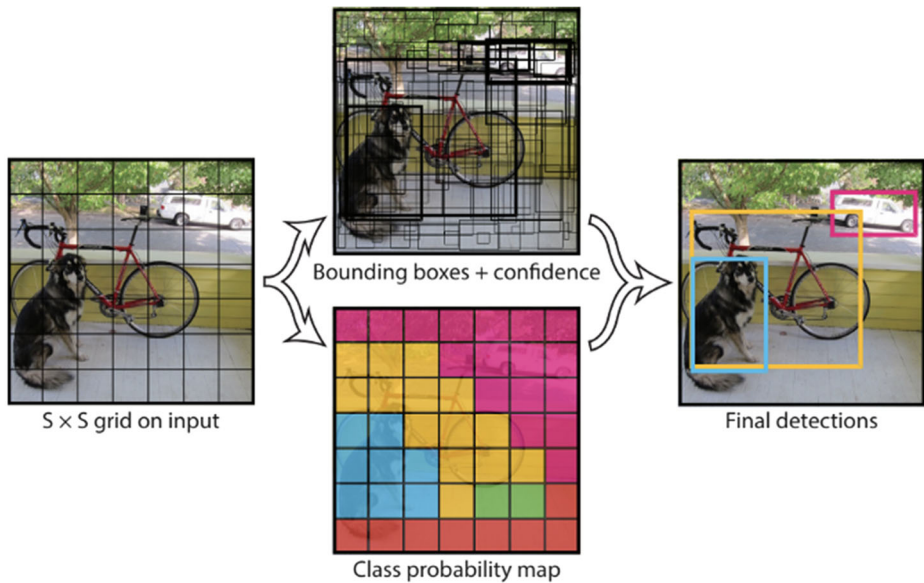 Bounding boxes + confidence
S × S grid on input
Final detections
Class probability map